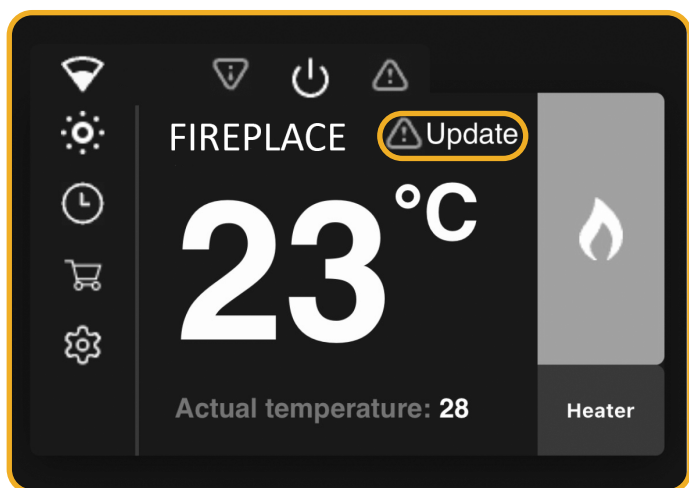 FIREPLACE
Update
23 °C
Actual temperature: 28
Heater